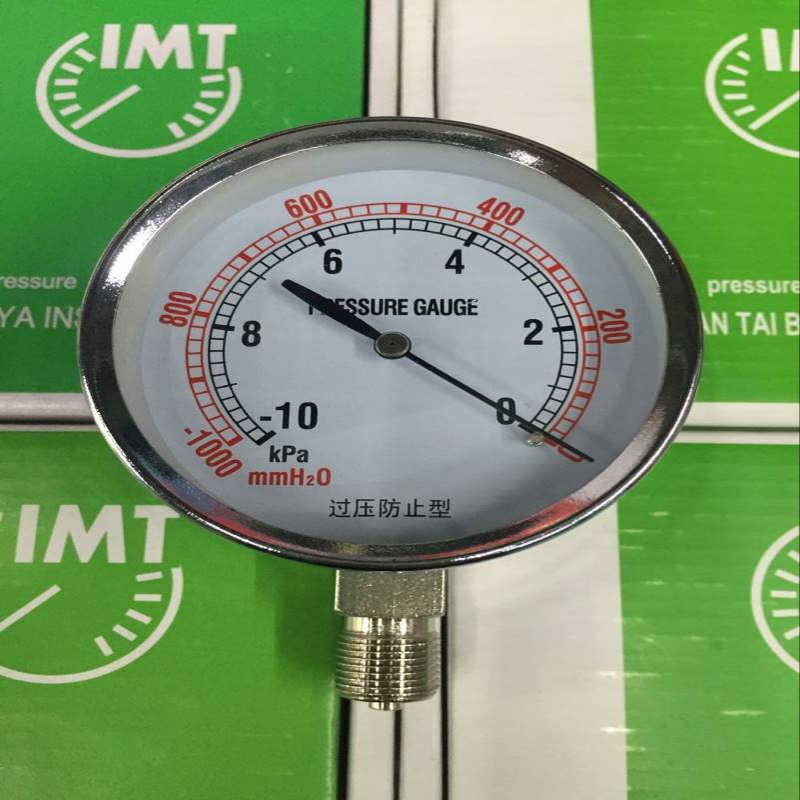 IMT
pressure
YA INS
pressure
AN TAI B
600
400
6
4
800
200
PRESSURE GAUGE
8
2
-10
0
-1000
kPa
mmH₂O
过压防止型
IMT